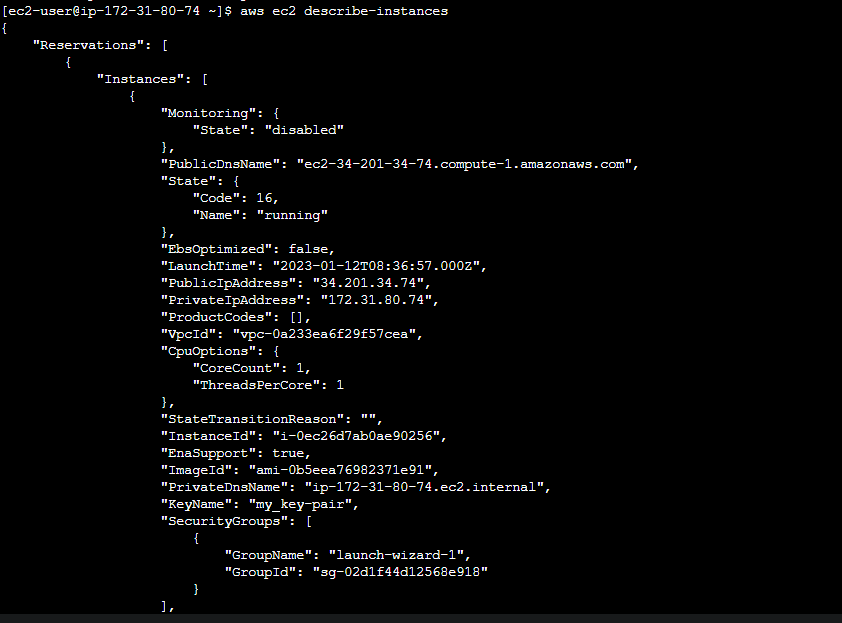 [ec2-user@ip-172-31-80-74 ~]$ aws ec2 describe-instances
{
    "Reservations": [
        {
            "Instances": [
                {
                    "Monitoring": {
                        "State": "disabled"
                    },
                    "PublicDnsName": "ec2-34-201-34-74.compute-1.amazonaws.com",
                    "State": {
                        "Code": 16,
                        "Name": "running"
                    },
                    "EbsOptimized": false,
                    "LaunchTime": "2023-01-12T08:36:57.000Z",
                    "PublicIpAddress": "34.201.34.74",
                    "PrivateIpAddress": "172.31.80.74",
                    "ProductCodes": [],
                    "VpcId": "vpc-0a233ea6f29f57cea",
                    "CpuOptions": {
                        "CoreCount": 1,
                        "ThreadsPerCore": 1
                    },
                    "StateTransitionReason": "",
                    "InstanceId": "i-0ec26d7ab0ae90256",
                    "EnaSupport": true,
                    "ImageId": "ami-0b5eea76982371e91",
                    "PrivateDnsName": "ip-172-31-80-74.ec2.internal",
                    "KeyName": "my_key-pair",
                    "SecurityGroups": [
                        {
                            "GroupName": "launch-wizard-1",
                            "GroupId": "sg-02d1f44d12568e918"
                        }
                    ],